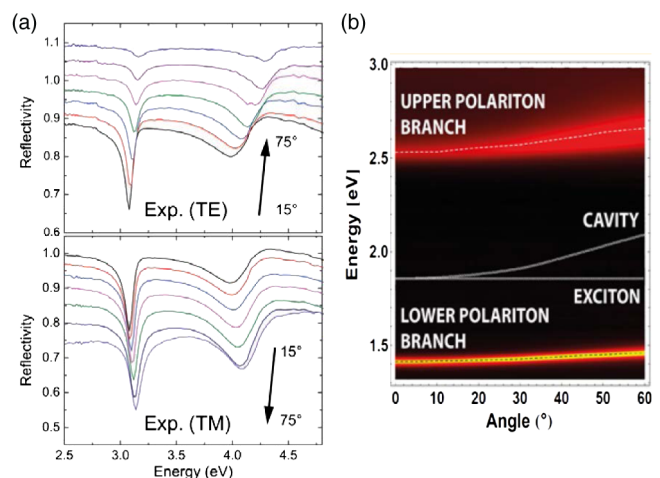 (a)
1.1
1.0
0.9
0.8
0.7
0.6
Reflectivity
75°
15°
Exp. (TE)
1.0
0.9
0.8
0.7
0.6
0.5
Reflectivity
15°
75°
Exp. (TM)
2.5
3.0
3.5
4.0
4.5
Energy (eV)
(b)
3.0
2.5
2.0
1.5
Energy [eV]
UPPER POLARITON
BRANCH
CAVITY
EXCITON
LOWER POLARITON
BRANCH
0
10
20
30
40
50
60
Angle (°)